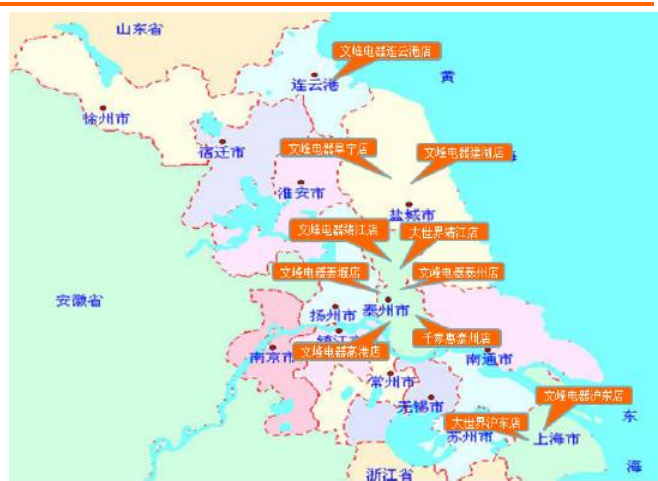 山东省
文峰电器连云港店
连云港
黄
徐州市
宿迁市
文峰电器阜宁店
文峰电器建湖店
海
淮安市
盐城市
文峰电器靖江店
大世界靖江店
文峰电器姜堰店
文峰电器泰州店
安徽省
扬州市
泰州市
镇江市
千家惠泰州店
南京市
文峰电器高港店
南通市
常州市
文峰电器沪东店
无锡市
大世界沪东店
苏州市
上海市
东
浙江省
海